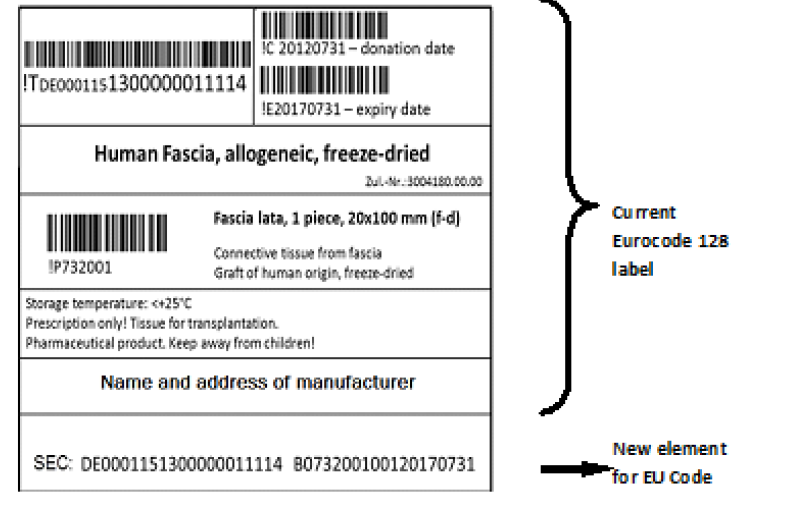 !C 20120731 – donation date
!TDE0001151300000011114
!E20170731 – expiry date
Human Fascia, allogeneic, freeze-dried
Zul.-Nr.:3004180.00.00
Fascia lata, 1 piece, 20x100 mm (f-d)
Connective tissue from fascia
!P732001
Graft of human origin, freeze-dried
Storage temperature: <+25°C
Prescription only! Tissue for transplantation.
Pharmaceutical product. Keep away from children!
Name and address of manufacturer
SEC: DE0001151300000011114 B073200100120170731
Current
Eurocode 128
label
New element
for EU Code